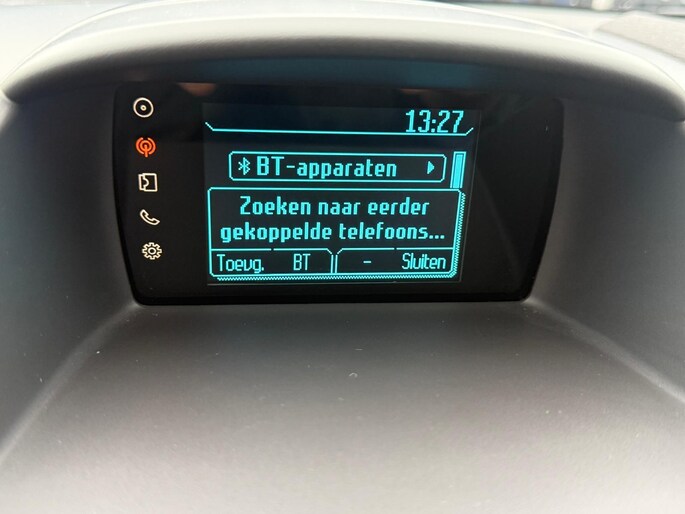 13:27
BT-apparaten
Zoeken naar eerder
gekoppelde telefoons...
Toevg. BT - Sluiten